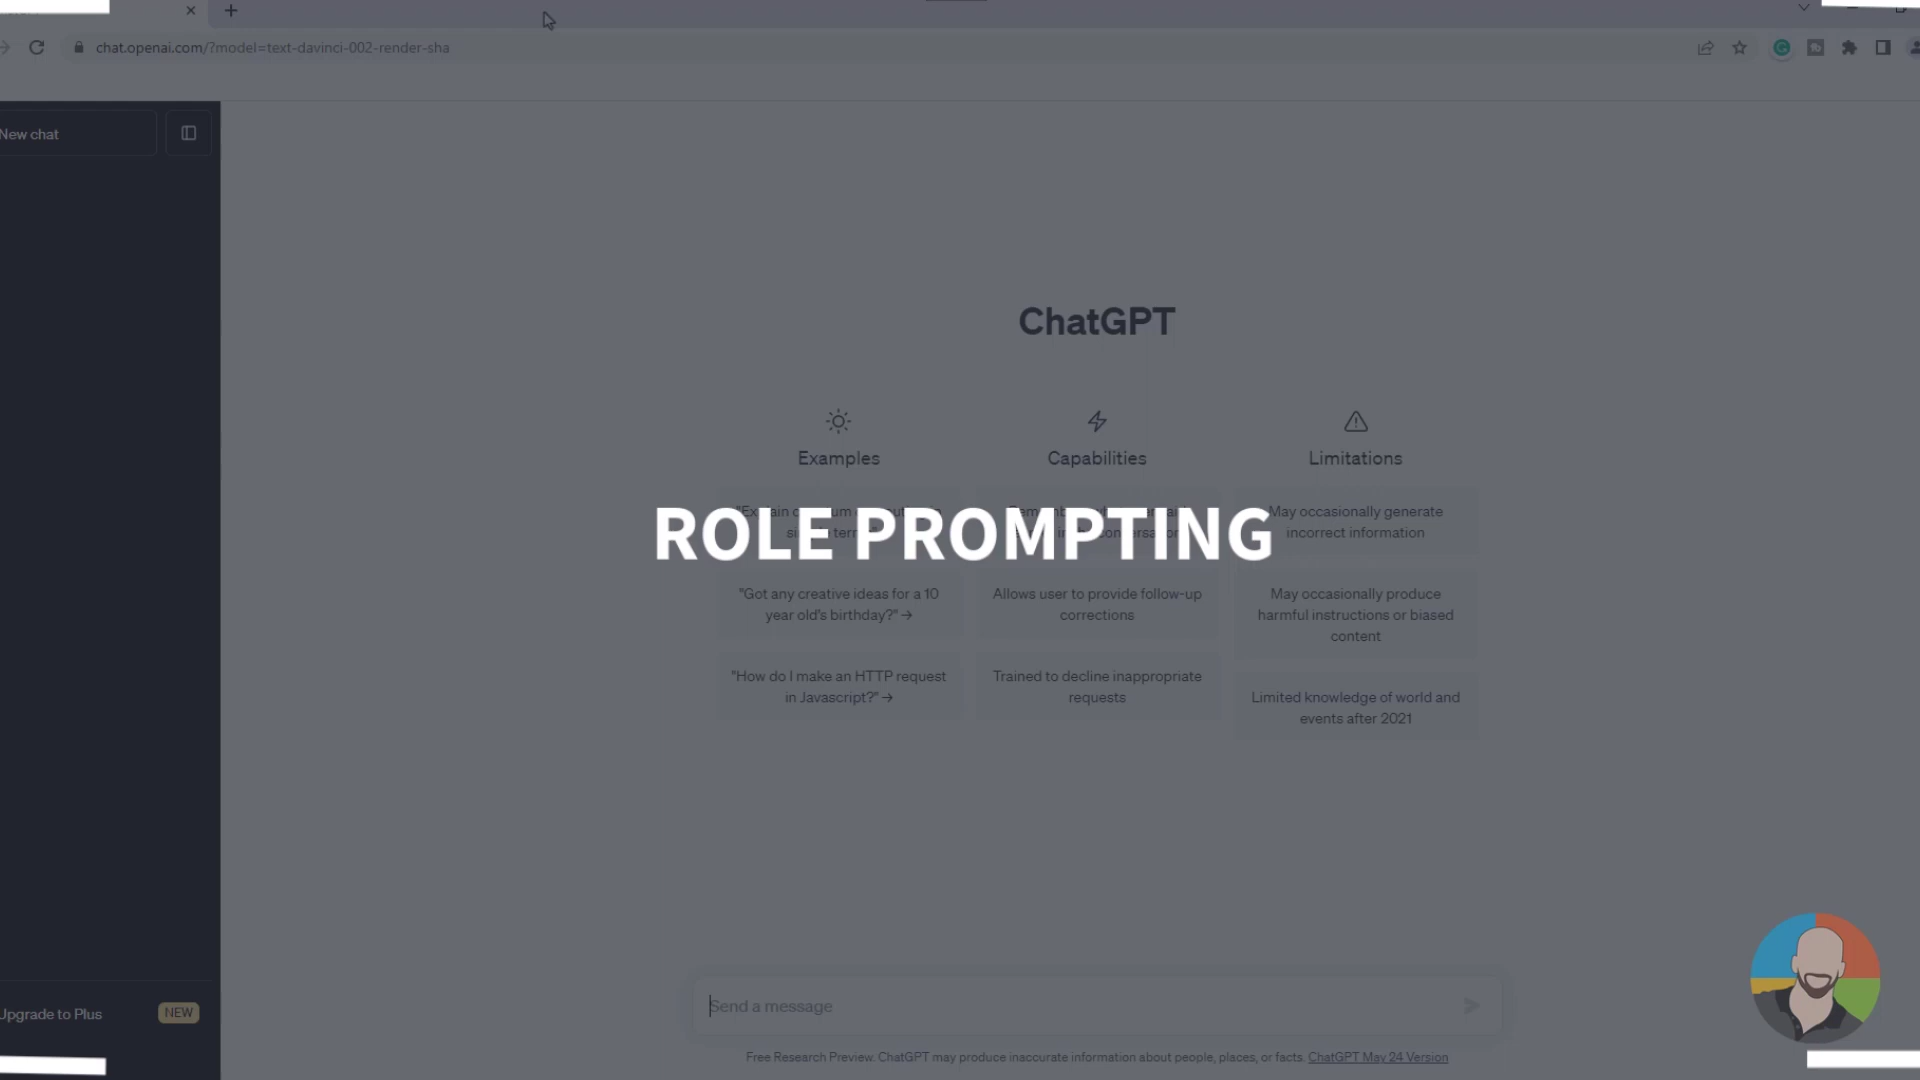 chat.openai.com/?model=text-davinci-002-render-sha
New chat
ChatGPT
Examples
Capabilities
Limitations
May occasionally generate
incorrect information
ROLE PROMPTING
"Got any creative ideas for a 10
year old's birthday?" →
Allows user to provide follow-up
corrections
May occasionally produce
harmful instructions or biased
content
"How do I make an HTTP request
in Javascript?" →
Trained to decline inappropriate
requests
Limited knowledge of world and
events after 2021
Upgrade to Plus
NEW
Send a message
Free Research Preview. ChatGPT may produce inaccurate information about people, places, or facts. ChatGPT May 24 Version